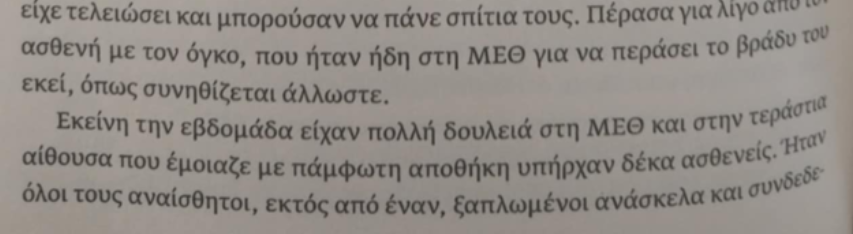 είχε τελειώσει και μπορούσαν να πάνε σπίτια τους. Πέρασα για λίγο από τον
ασθενή με τον όγκο, που ήταν ήδη στη ΜΕΘ για να περάσει το βράδυ του
εκεί, όπως συνηθίζεται άλλωστε.
Εκείνη την εβδομάδα είχαν πολλή δουλειά στη ΜΕΘ και στην τεράστια
αίθουσα που έμοιαζε με πάμφωτη αποθήκη υπήρχαν δέκα ασθενείς. Ήταν
όλοι τους αναίσθητοι, εκτός από έναν, ξαπλωμένοι ανάσκελα και συνδεδε-